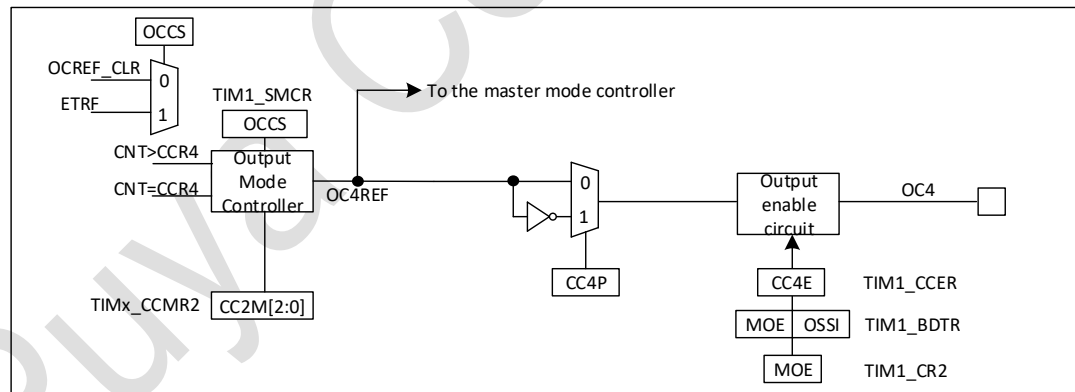 OCCS
OCREF_CLR
0
ETRF
1
TIM1_SMCR
OCCS
To the master mode controller
CNT>CCR4
CNT=CCR4
Output
Mode
Controller
OC4REF
0
1
CC4P
Output
enable
circuit
OC4
TIMx_CCMR2
CC2M[2:0]
CC4E
TIM1_CCER
MOE
OSSI
TIM1_BDTR
MOE
TIM1_CR2
Puya C